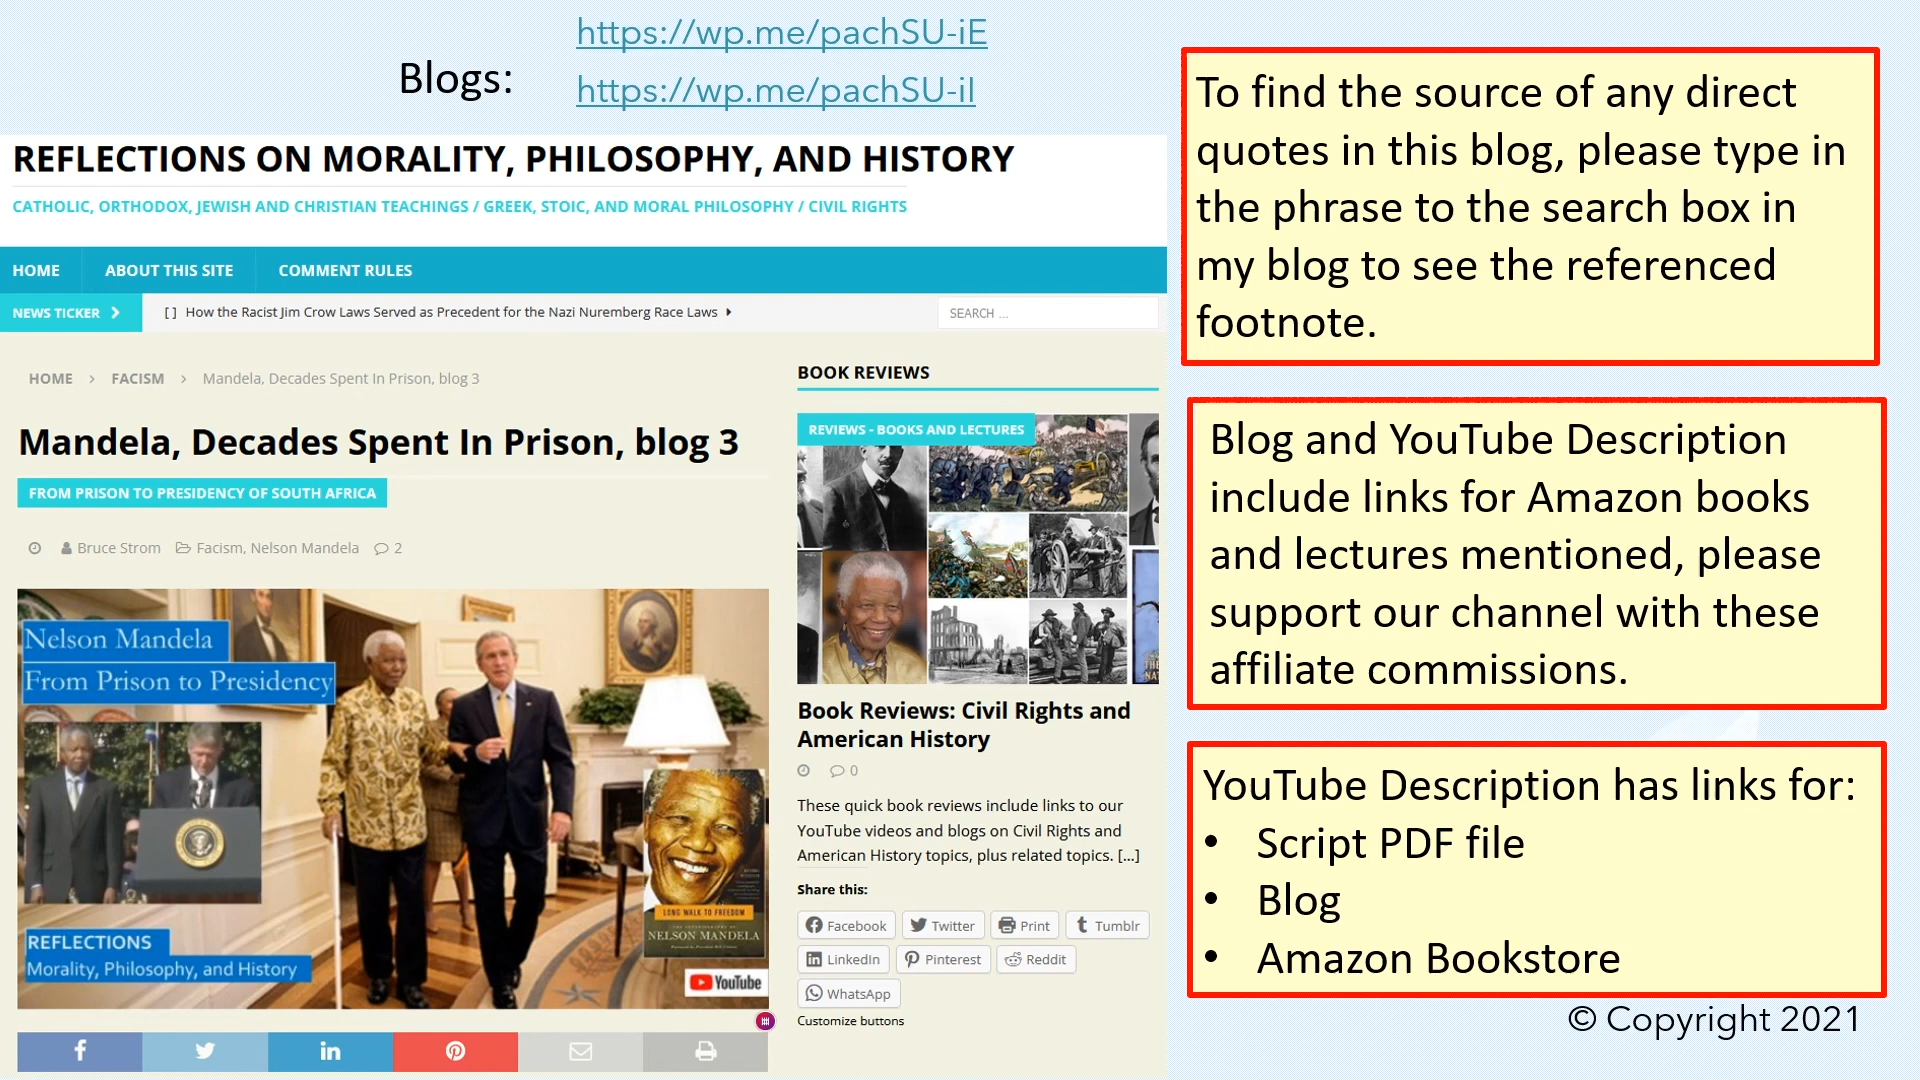 https://wp.me/pachSU-iE
Blogs:
https://wp.me/pachSU-iI
REFLECTIONS ON MORALITY, PHILOSOPHY, AND HISTORY
CATHOLIC, ORTHODOX, JEWISH AND CHRISTIAN TEACHINGS / GREEK, STOIC, AND MORAL PHILOSOPHY / CIVIL RIGHTS
HOME ABOUT THIS SITE COMMENT RULES
NEWS TICKER [ ] How the Racist Jim Crow Laws Served as Precedent for the Nazi Nuremberg Race Laws
SEARCH ...
HOME > FACISM > Mandela, Decades Spent In Prison, blog 3
Mandela, Decades Spent In Prison, blog 3
FROM PRISON TO PRESIDENCY OF SOUTH AFRICA
Bruce Strom Facism, Nelson Mandela 2
Nelson Mandela
From Prison to Presidency
LONG WALK TO FREEDOM
NELSON MANDELA
REFLECTIONS
Morality, Philosophy, and History
YouTube
BOOK REVIEWS
REVIEWS - BOOKS AND LECTURES
Book Reviews: Civil Rights and
American History
0
These quick book reviews include links to our
YouTube videos and blogs on Civil Rights and
American History topics, plus related topics. [...]
Share this:
Facebook Twitter Print Tumblr
LinkedIn Pinterest Reddit
WhatsApp
Customize buttons
To find the source of any direct
quotes in this blog, please type in
the phrase to the search box in
my blog to see the referenced
footnote.
Blog and YouTube Description
include links for Amazon books
and lectures mentioned, please
support our channel with these
affiliate commissions.
YouTube Description has links for:
• Script PDF file
• Blog
• Amazon Bookstore
© Copyright 2021